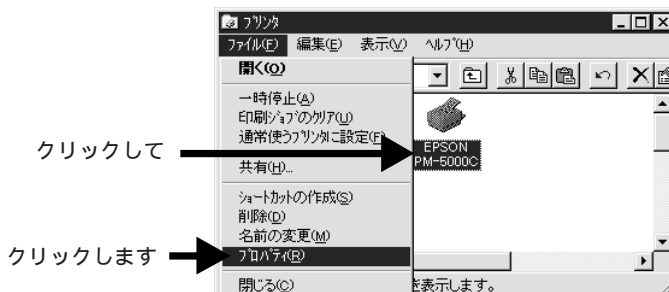 プリンタ
ファイル(F) 編集(E) 表示(V) ヘルプ(H)
開く(O)
一時停止(A)
印刷ジョブのクリア(U)
通常使うプリンタに設定(F)
EPSON
PM-5000C
クリックして
共有(H)...
ショートカットの作成(S)
削除(D)
名前の変更(M)
クリックします
プロパティ(R)
閉じる(C)
を表示します。